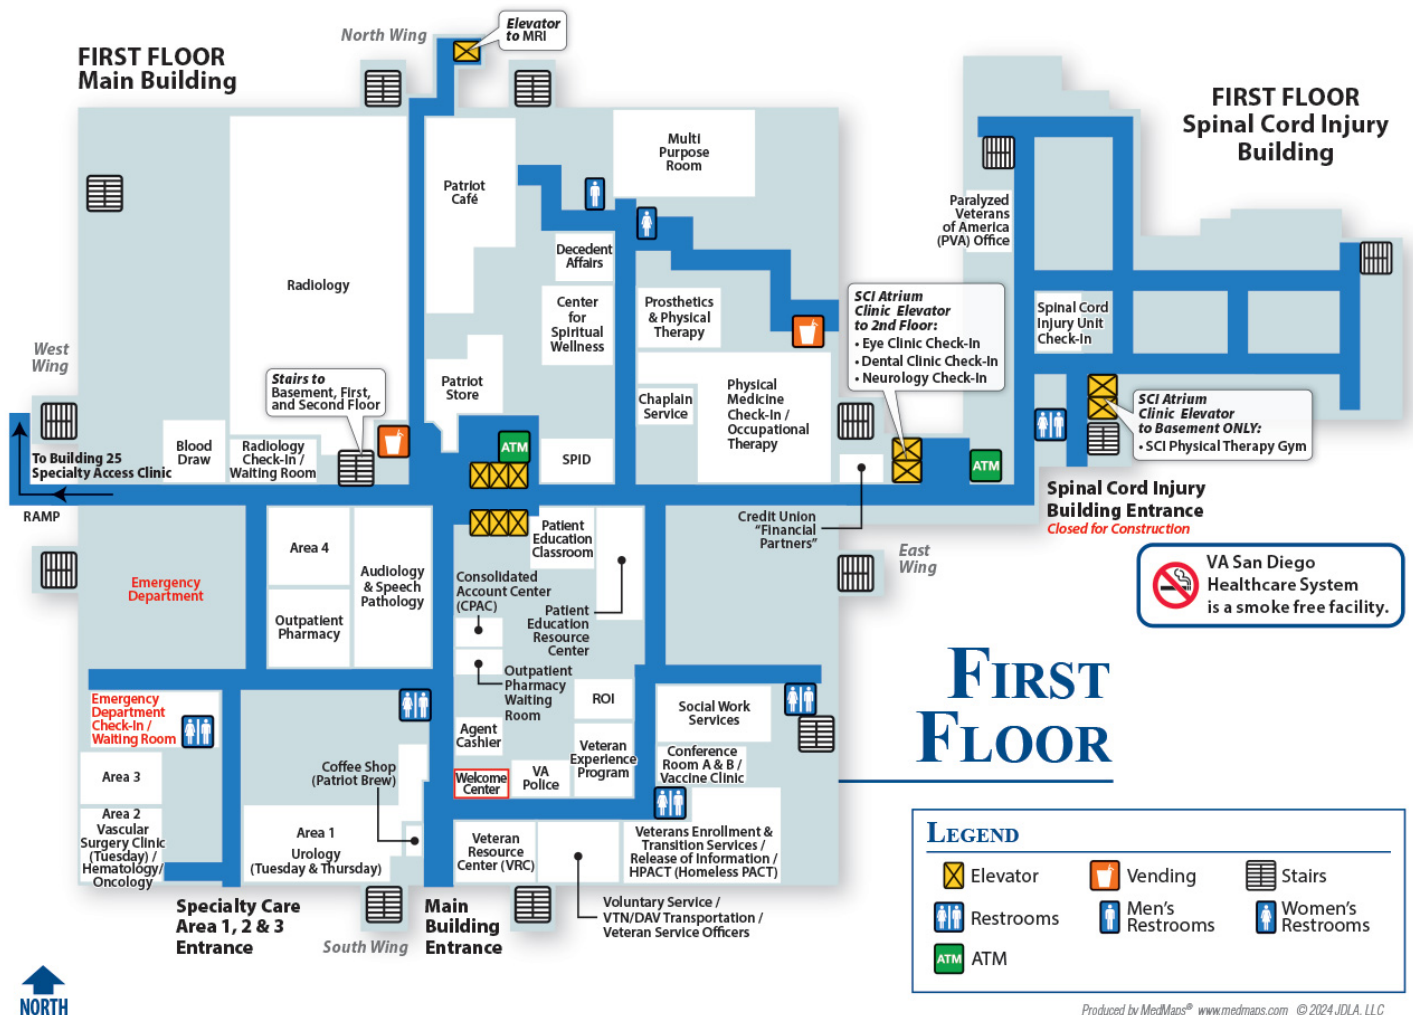 FIRST FLOOR
Main Building
North Wing
Elevator
to MRI
FIRST FLOOR
Spinal Cord Injury
Building
Multi
Purpose
Room
Patriot
Café
Paralyzed
Veterans
of America
(PVA) Office
Decedent
Affairs
Radiology
Center
for
Spiritual
Wellness
Prosthetics
& Physical
Therapy
SCI Atrium
Clinic Elevator
to 2nd Floor:
• Eye Clinic Check-In
• Dental Clinic Check-In
• Neurology Check-In
Spinal Cord
Injury Unit
Check-In
West
Wing
Stairs to
Basement, First,
and Second Floor
Patriot
Store
Chaplain
Service
Physical
Medicine
Check-In /
Occupational
Therapy
SCI Atrium
Clinic Elevator
to Basement ONLY:
• SCI Physical Therapy Gym
To Building 25
Specialty Access Clinic
Blood
Draw
Radiology
Check-In /
Waiting Room
ATM
SPID
ATM
RAMP
Spinal Cord Injury
Building Entrance
Closed for Construction
Credit Union
"Financial
Partners"
East
Wing
Area 4
Audiology
& Speech
Pathology
Patient
Education
Classroom
Emergency
Department
Outpatient
Pharmacy
Consolidated
Account Center
(CPAC)
Patient
Education
Resource
Center
VA San Diego
Healthcare System
is a smoke free facility.
Outpatient
Pharmacy
Waiting
Room
FIRST
FLOOR
Emergency
Department
Check-In /
Waiting Room
ROI
Social Work
Services
Agent
Cashier
Veteran
Experience
Program
Conference
Room A & B /
Vaccine Clinic
Area 3
Coffee Shop
(Patriot Brew)
Welcome
Center
VA
Police
Area 2
Vascular
Surgery Clinic
(Tuesday) /
Hematology/
Oncology
Area 1
Urology
(Tuesday & Thursday)
Veteran
Resource
Center (VRC)
Veterans Enrollment &
Transition Services /
Release of Information /
HPACT (Homeless PACT)
Specialty Care
Area 1, 2 & 3
Entrance
South Wing
Main
Building
Entrance
Voluntary Service /
VTN/DAV Transportation /
Veteran Service Officers
LEGEND
Elevator
Vending
Stairs
Restrooms
Men's
Restrooms
Women's
Restrooms
ATM
ATM
NORTH
Produced by MedMaps® www.medmaps.com © 2024 JDLA, LLC